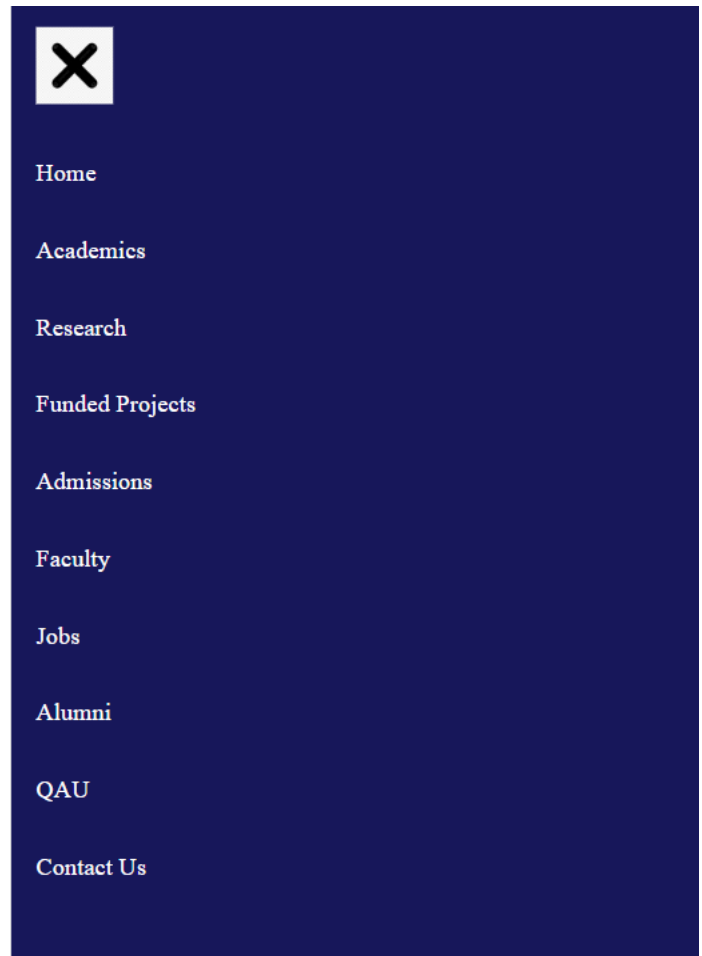 Home
Academics
Research
Funded Projects
Admissions
Faculty
Jobs
Alumni
QAU
Contact Us